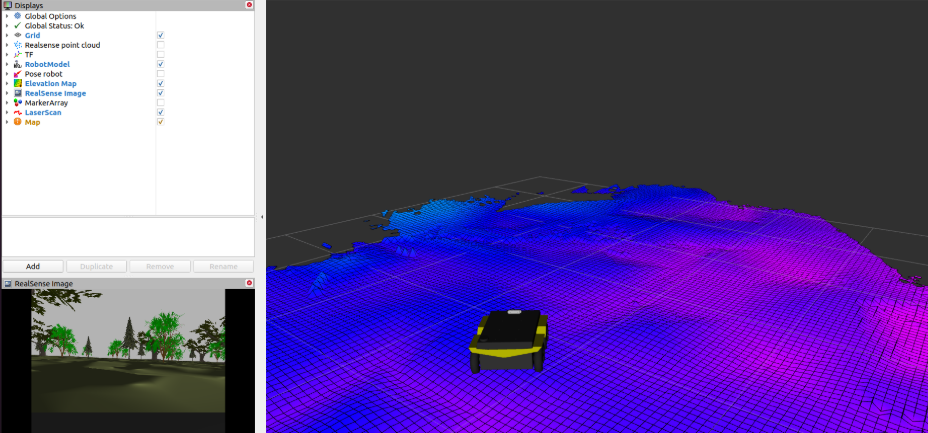 Displays
Global Options
Global Status: Ok
Grid
Realsense point cloud
TF
RobotModel
Pose robot
Elevation Map
RealSense Image
MarkerArray
LaserScan
Map
Add Duplicate Remove Rename
RealSense Image